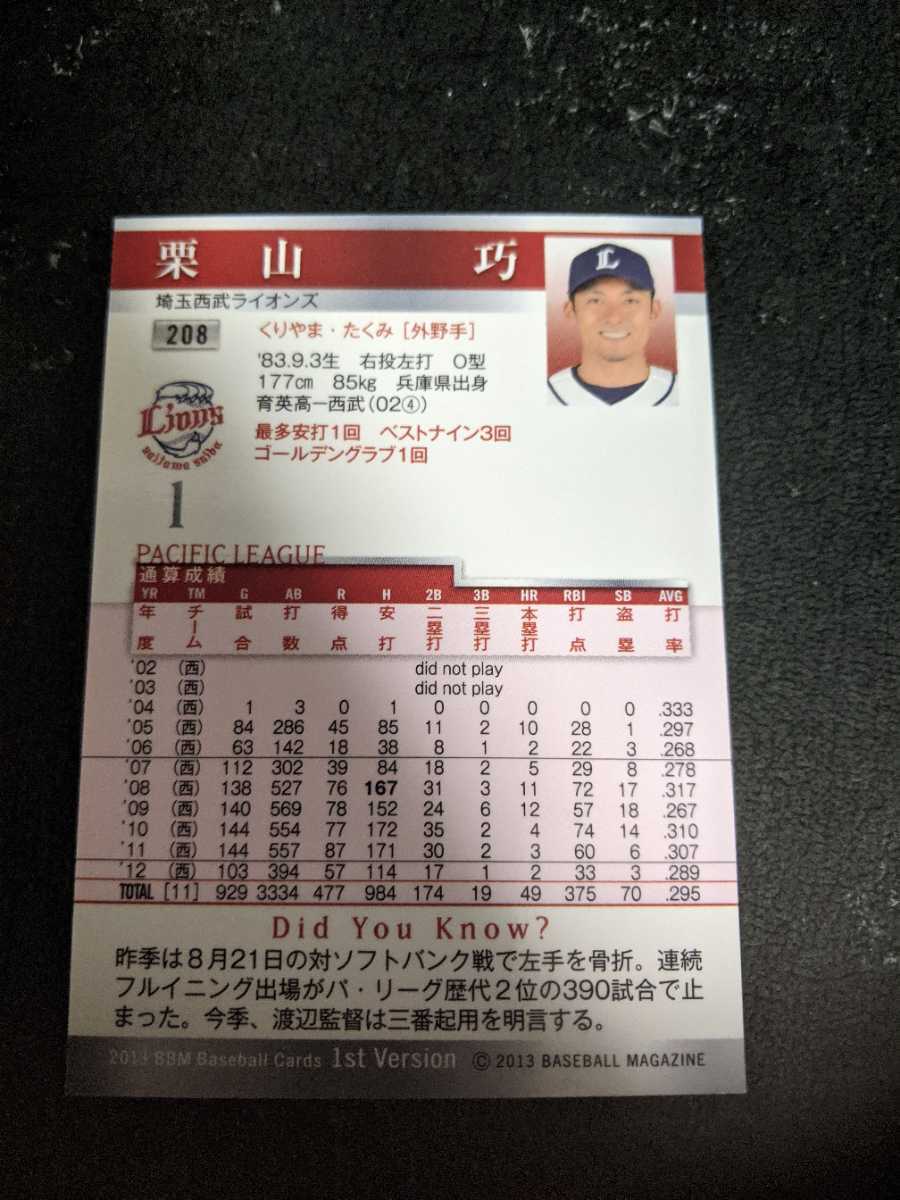 栗山 巧
埼玉西武ライオンズ
208
くりやま・たくみ [外野手]
'83.9.3生 右投左打 O型
177cm 85kg 兵庫県出身
育英高ー西武(02④)
最多安打1回 ベストナイン3回
ゴールデングラブ1回
L
Lions
saitama seibu
1
PACIFIC LEAGUE
通算成績
YR TM G AB R H 2B 3B HR RBI SB AVG
年度 チーム 試合 打数 得点 安打 二塁打 三塁打 本塁打 打点 盗塁 打率
'02 (西) did not play
'03 (西) did not play
'04 (西) 1 3 0 1 0 0 0 0 0 .333
'05 (西) 84 286 45 85 11 2 10 28 1 .297
'06 (西) 63 142 18 38 8 1 2 22 3 .268
'07 (西) 112 302 39 84 18 2 5 29 8 .278
'08 (西) 138 527 76 167 31 3 11 72 17 .317
'09 (西) 140 569 78 152 24 6 12 57 18 .267
'10 (西) 144 554 77 172 35 2 4 74 14 .310
'11 (西) 144 557 87 171 30 2 3 60 6 .307
'12 (西) 103 394 57 114 17 1 2 33 3 .289
TOTAL [11] 929 3334 477 984 174 19 49 375 70 .295
Did You Know?
昨季は8月21日の対ソフトバンク戦で左手を骨折。連続
フルイニング出場がパ・リーグ歴代2位の390試合で止
まった。今季、渡辺監督は三番起用を明言する。
2013 BBM Baseball Cards 1st Version © 2013 BASEBALL MAGAZINE